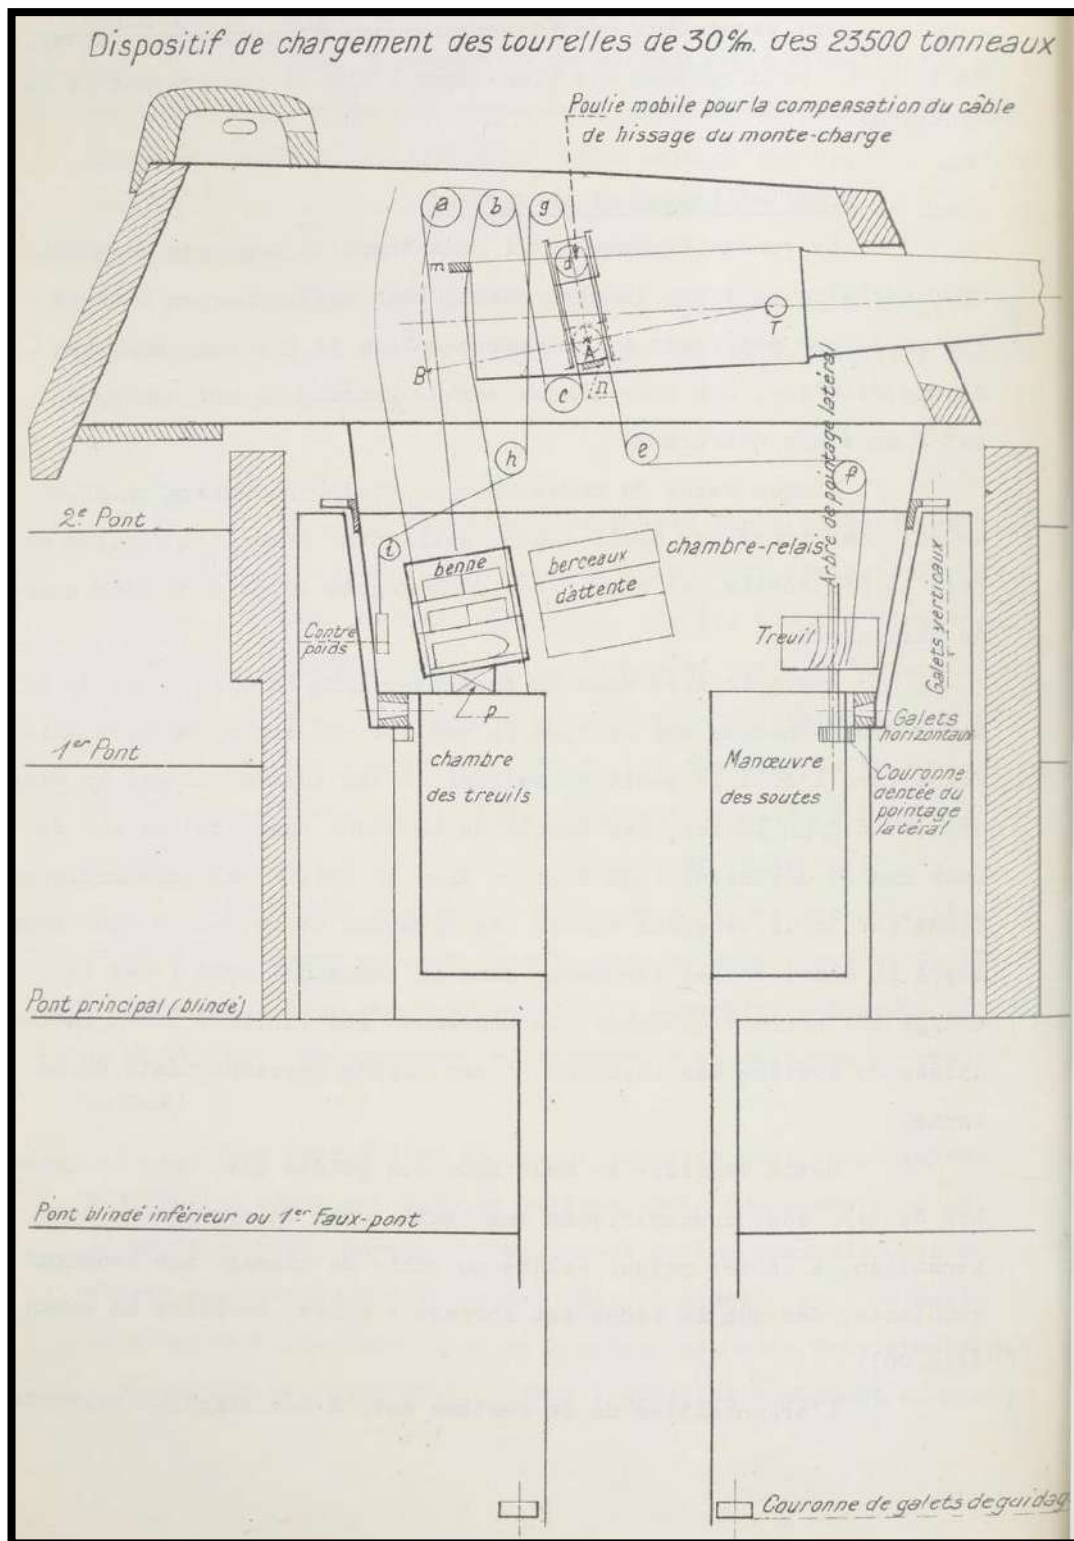 Dispositif de chargement des tourelles de 30 c/m. des 23500 tonneaux
Poulie mobile pour la compensation du câble
de hissage du monte-charge
a
b
g
m
d
T
A
B
n
c
h
e
f
Arbre de pointage latéral
2e Pont
i
benne
berceaux
d'attente
chambre-relais
Galets verticaux
Contre
poids
Treuil
p
Galets
horizontaux
1er Pont
chambre
des treuils
Manœuvre
des soutes
Couronne
dentée du
pointage
latéral
Pont principal (blindé)
Pont blindé inférieur ou 1er Faux-pont
Couronne de galets de guidag